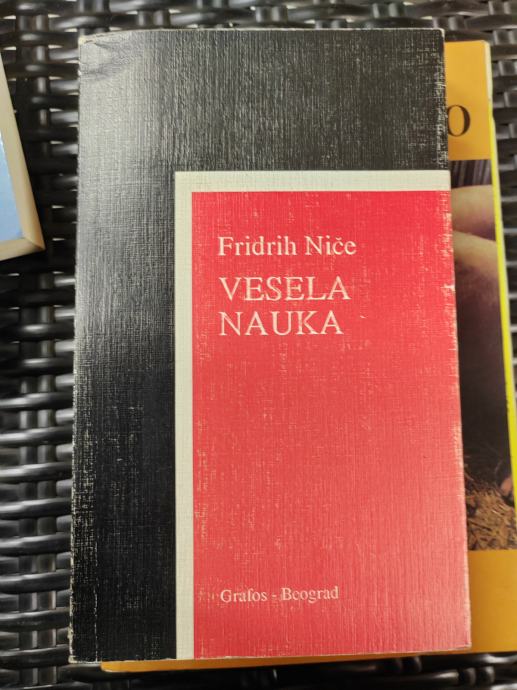 Fridrih Niče
VESELA
NAUKA
Grafos - Beograd
O